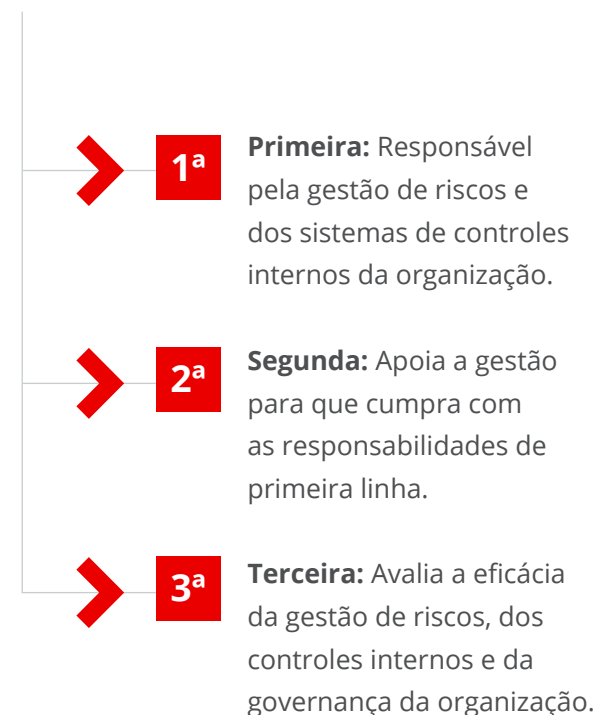 1ª
Primeira: Responsável
pela gestão de riscos e
dos sistemas de controles
internos da organização.
2ª
Segunda: Apoia a gestão
para que cumpra com
as responsabilidades de
primeira linha.
3ª
Terceira: Avalia a eficácia
da gestão de riscos, dos
controles internos e da
governança da organização.